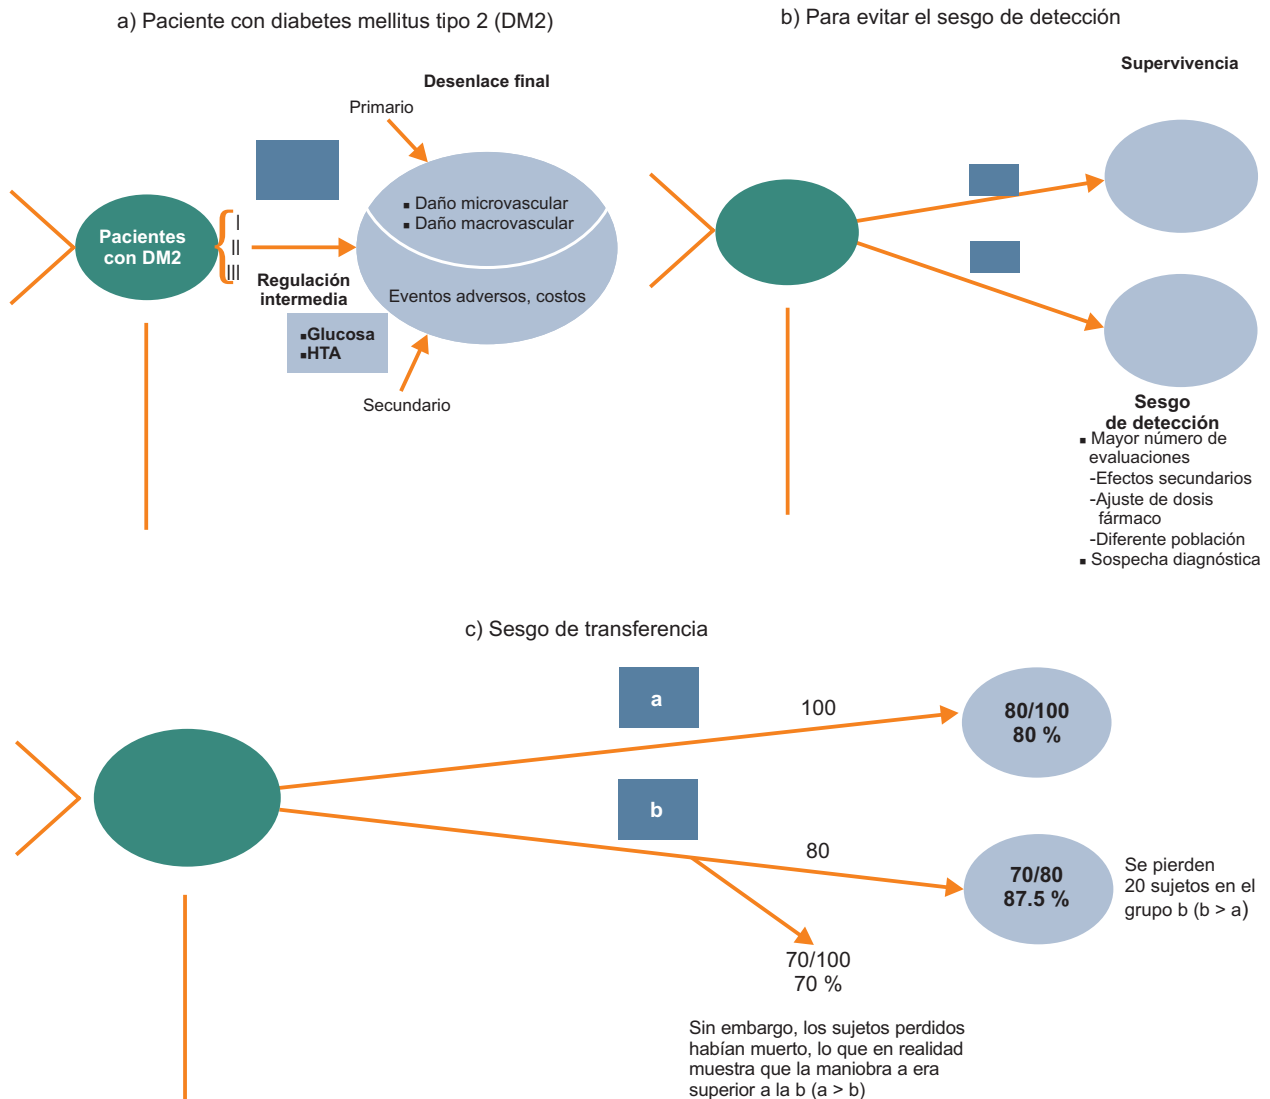 a) Paciente con diabetes mellitus tipo 2 (DM2)
Desenlace final
Primario
Pacientes
con DM2
I
II
III
▪ Daño microvascular
▪ Daño macrovascular
Regulación
intermedia
▪Glucosa
▪HTA
Eventos adversos, costos
Secundario
b) Para evitar el sesgo de detección
Supervivencia
Sesgo
de detección
▪ Mayor número de
evaluaciones
-Efectos secundarios
-Ajuste de dosis
fármaco
-Diferente población
▪ Sospecha diagnóstica
c) Sesgo de transferencia
a
100
80/100
80 %
b
80
70/80
87.5 %
Se pierden
20 sujetos en el
grupo b (b > a)
70/100
70 %
Sin embargo, los sujetos perdidos
habían muerto, lo que en realidad
muestra que la maniobra a era
superior a la b (a > b)